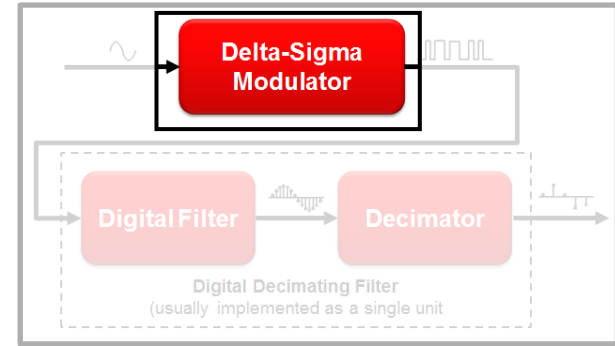 Delta-Sigma
Modulator
Digital Filter
Decimator
Digital Decimating Filter
(usually implemented as a single unit